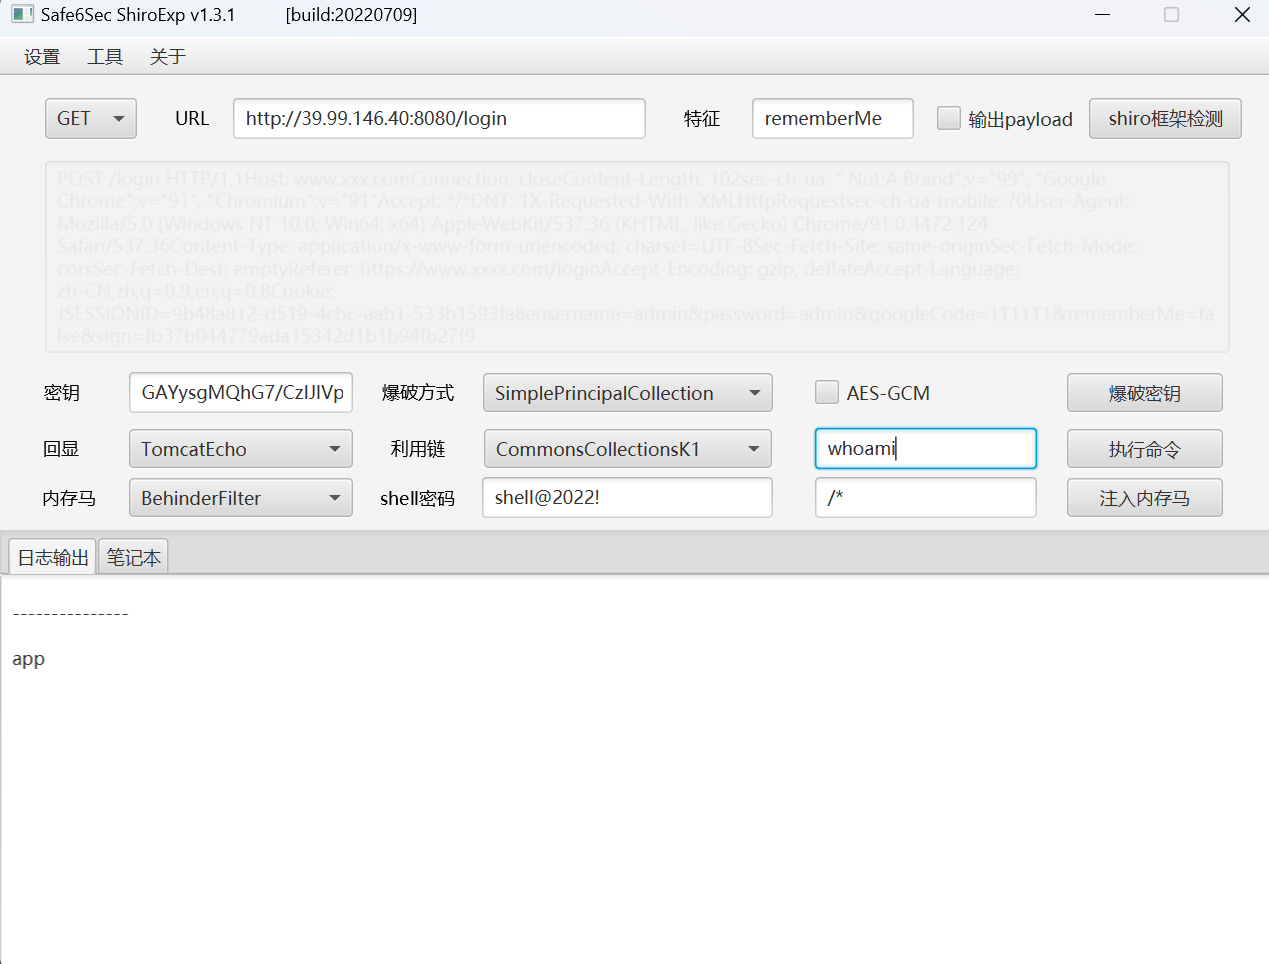 Safe6Sec ShiroExp v1.3.1 [build:20220709]
设置 工具 关于
GET URL http://39.99.146.40:8080/login 特征 rememberMe 输出payload shiro框架检测
POST /login HTTP/1.1Host: www.xxx.comConnection: closeContent-Length: 102sec-ch-ua: " Not;A Brand";v="99", "Google
Chrome";v="91", "Chromium";v="91"Accept: */*DNT: 1X-Requested-With: XMLHttpRequestsec-ch-ua-mobile: ?0User-Agent:
Mozilla/5.0 (Windows NT 10.0; Win64; x64) AppleWebKit/537.36 (KHTML, like Gecko) Chrome/91.0.4472.124
Safari/537.36Content-Type: application/x-www-form-urlencoded; charset=UTF-8Sec-Fetch-Site: same-originSec-Fetch-Mode:
corsSec-Fetch-Dest: emptyReferer: https://www.xxxx.com/loginAccept-Encoding: gzip, deflateAccept-Language:
zh-CN,zh;q=0.9,en;q=0.8Cookie:
JSESSIONID=9b48a812-d519-4cbc-aab1-533b1593fa8eusername=admin&password=admin&googleCode=111111&rememberMe=fa
lse&sign=fb37b044779ada15342d1b1b94fb27f9
密钥 GAYysgMQhG7/CzIJlVp 爆破方式 SimplePrincipalCollection AES-GCM 爆破密钥
回显 TomcatEcho 利用链 CommonsCollectionsK1 whoami 执行命令
内存马 BehinderFilter shell密码 shell@2022! /* 注入内存马
日志输出 笔记本
---------------
app